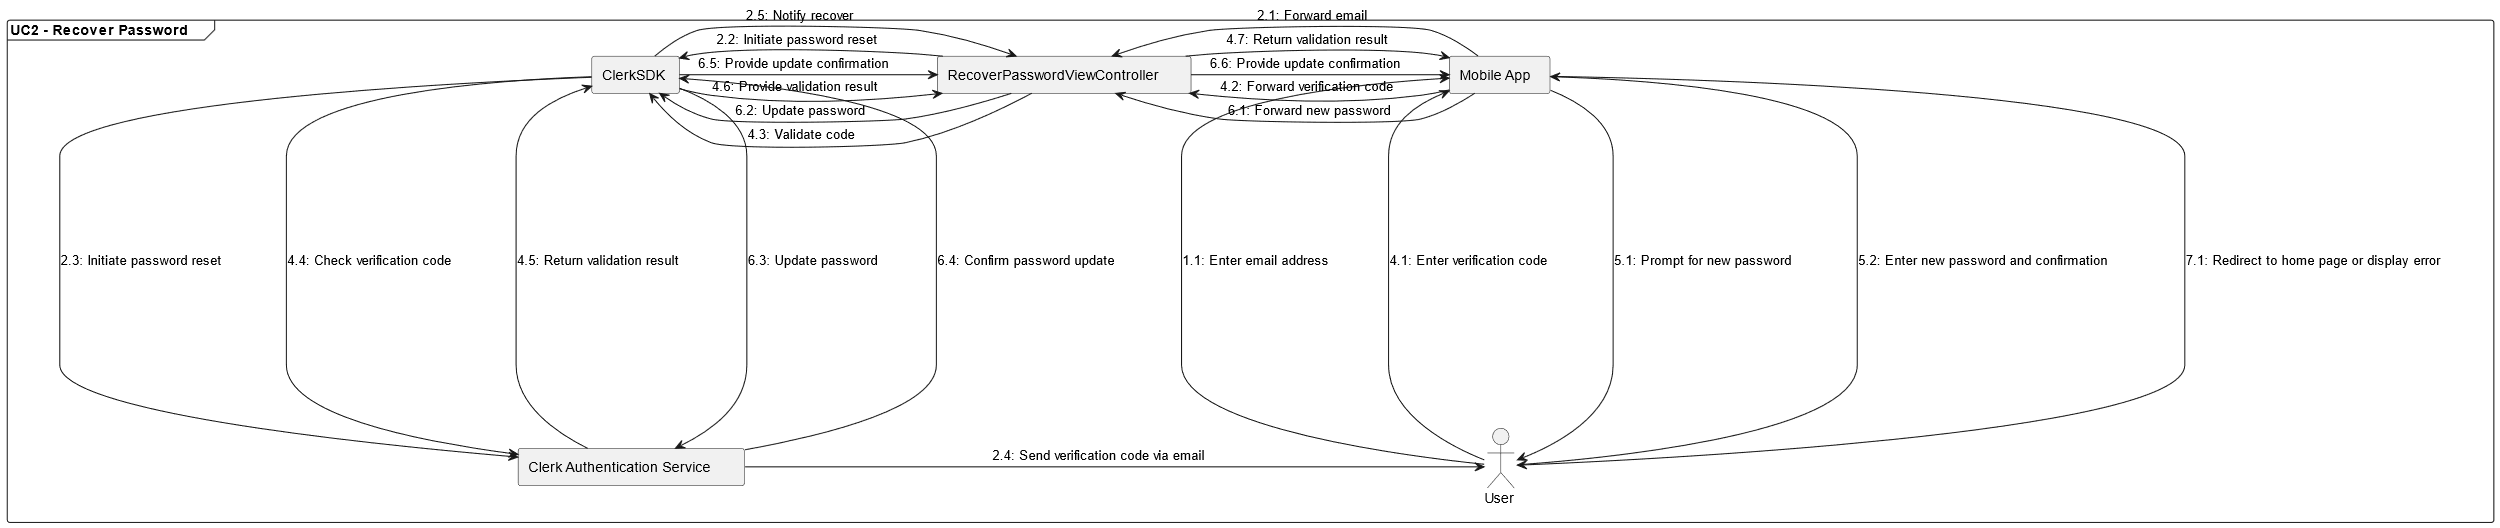 2.5: Notify recover
2.1: Forward email
UC2 - Recover Password
2.2: Initiate password reset
4.7: Return validation result
6.5: Provide update confirmation
6.6: Provide update confirmation
ClerkSDK
RecoverPasswordViewController
Mobile App
4.6: Provide validation result
4.2: Forward verification code
6.2: Update password
6.1: Forward new password
4.3: Validate code
2.3: Initiate password reset
4.4: Check verification code
4.5: Return validation result
6.3: Update password
6.4: Confirm password update
1.1: Enter email address
4.1: Enter verification code
5.1: Prompt for new password
5.2: Enter new password and confirmation
7.1: Redirect to home page or display error
2.4: Send verification code via email
Clerk Authentication Service
User